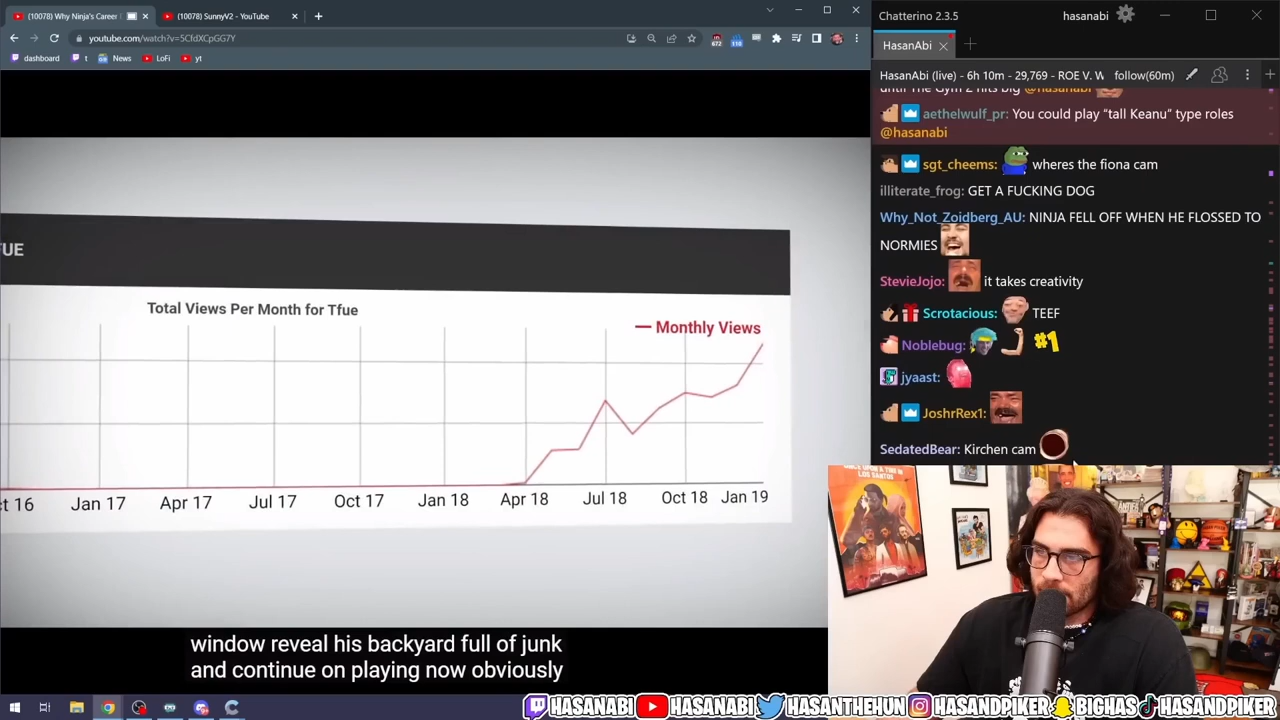 (10078) Why Ninja's Career
(10078) SunnyV2 - YouTube
youtube.com/watch?v=5CfdXCpGG7Y
672
110
dashboard
t
News
LoFi
yt
UE
Total Views Per Month for Tfue
Monthly Views
ct 16
Jan 17
Apr 17
Jul 17
Oct 17
Jan 18
Apr 18
Jul 18
Oct 18
Jan 19
window reveal his backyard full of junk
and continue on playing now obviously
Chatterino 2.3.5
hasanabi
HasanAbi
HasanAbi (live) - 6h 10m - 29,769 - ROE V. W
follow(60m)
until The Gym 2 hits big @hasanabi
aethelwulf_pr: You could play “tall Keanu” type roles
@hasanabi
sgt_cheems: wheres the fiona cam
illiterate_frog: GET A FUCKING DOG
Why_Not_Zoidberg_AU: NINJA FELL OFF WHEN HE FLOSSED TO
NORMIES
StevieJojo: it takes creativity
Scrotacious: TEEF
Noblebug: #1
jyaast:
JoshrRex1:
SedatedBear: Kirchen cam
HASANABI
HASANABI
HASANTHEHUN
HASANDPIKER
BIGHAS
HASANDPIKER